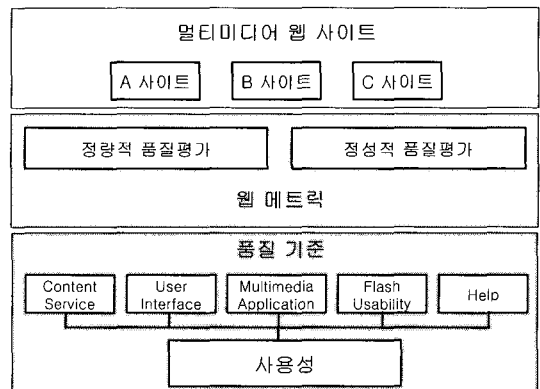 멀티미디어 웹 사이트
A 사이트 B 사이트 C 사이트
정량적 품질평가 정성적 품질평가
웹 메트릭
품질 기준
Content Service User Interface Multimedia Application Flash Usability Help
사용성